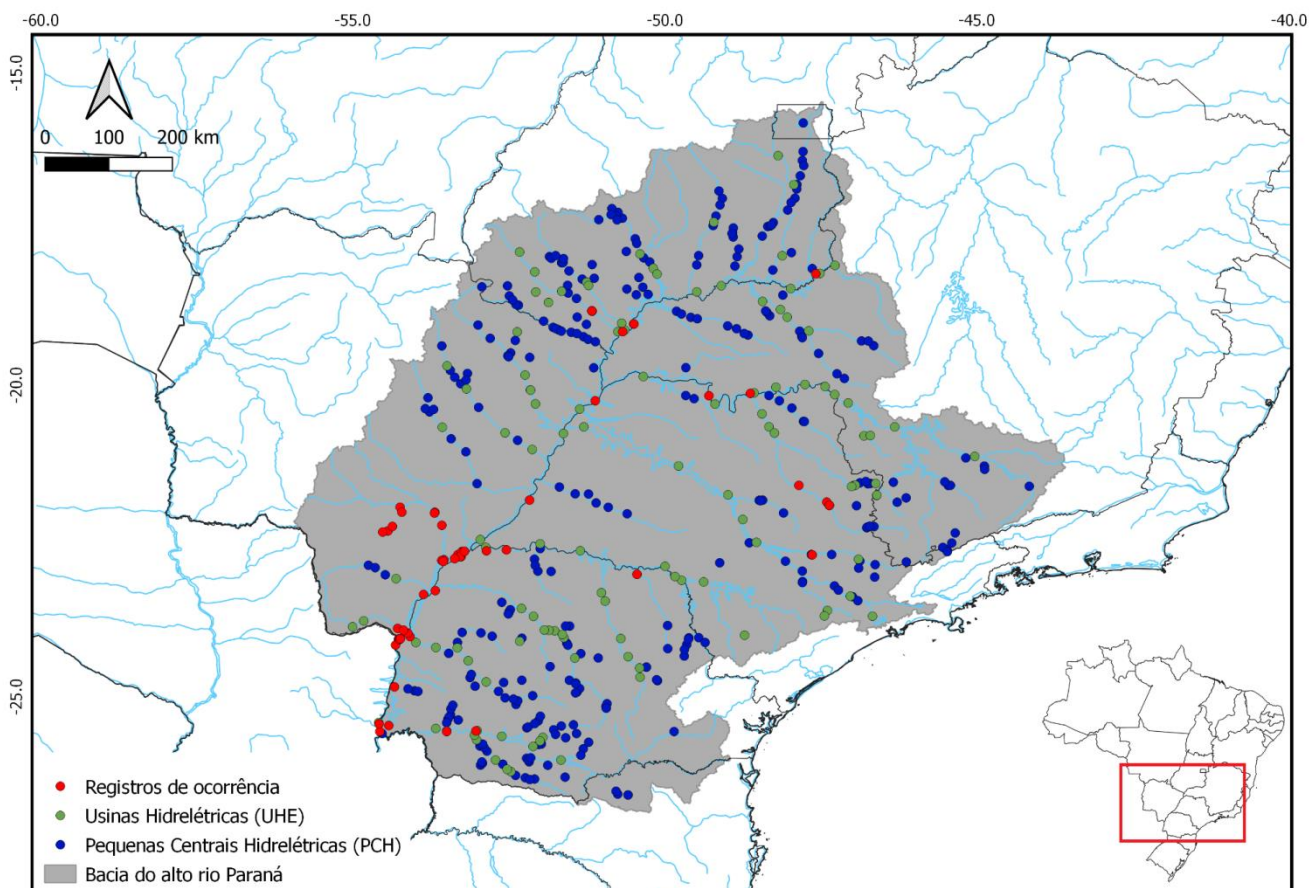 -60.0 -55.0 -50.0 -45.0 -40.0
-15.0
0 100 200 km
-20.0
-25.0
Registros de ocorrência
Usinas Hidrelétricas (UHE)
Pequenas Centrais Hidrelétricas (PCH)
Bacia do alto rio Paraná